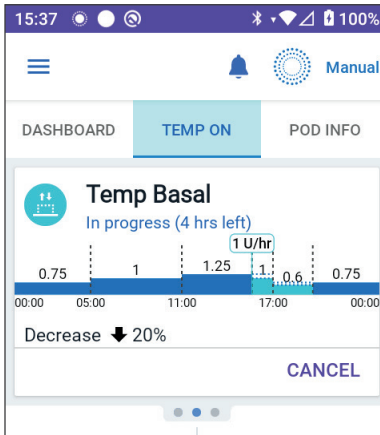 15:37 100%
Manual
DASHBOARD TEMP ON POD INFO
Temp Basal
In progress (4 hrs left)
1 U/hr
0.75 1 1.25 1 0.6 0.75
00:00 05:00 11:00 17:00 00:00
Decrease 20%
CANCEL